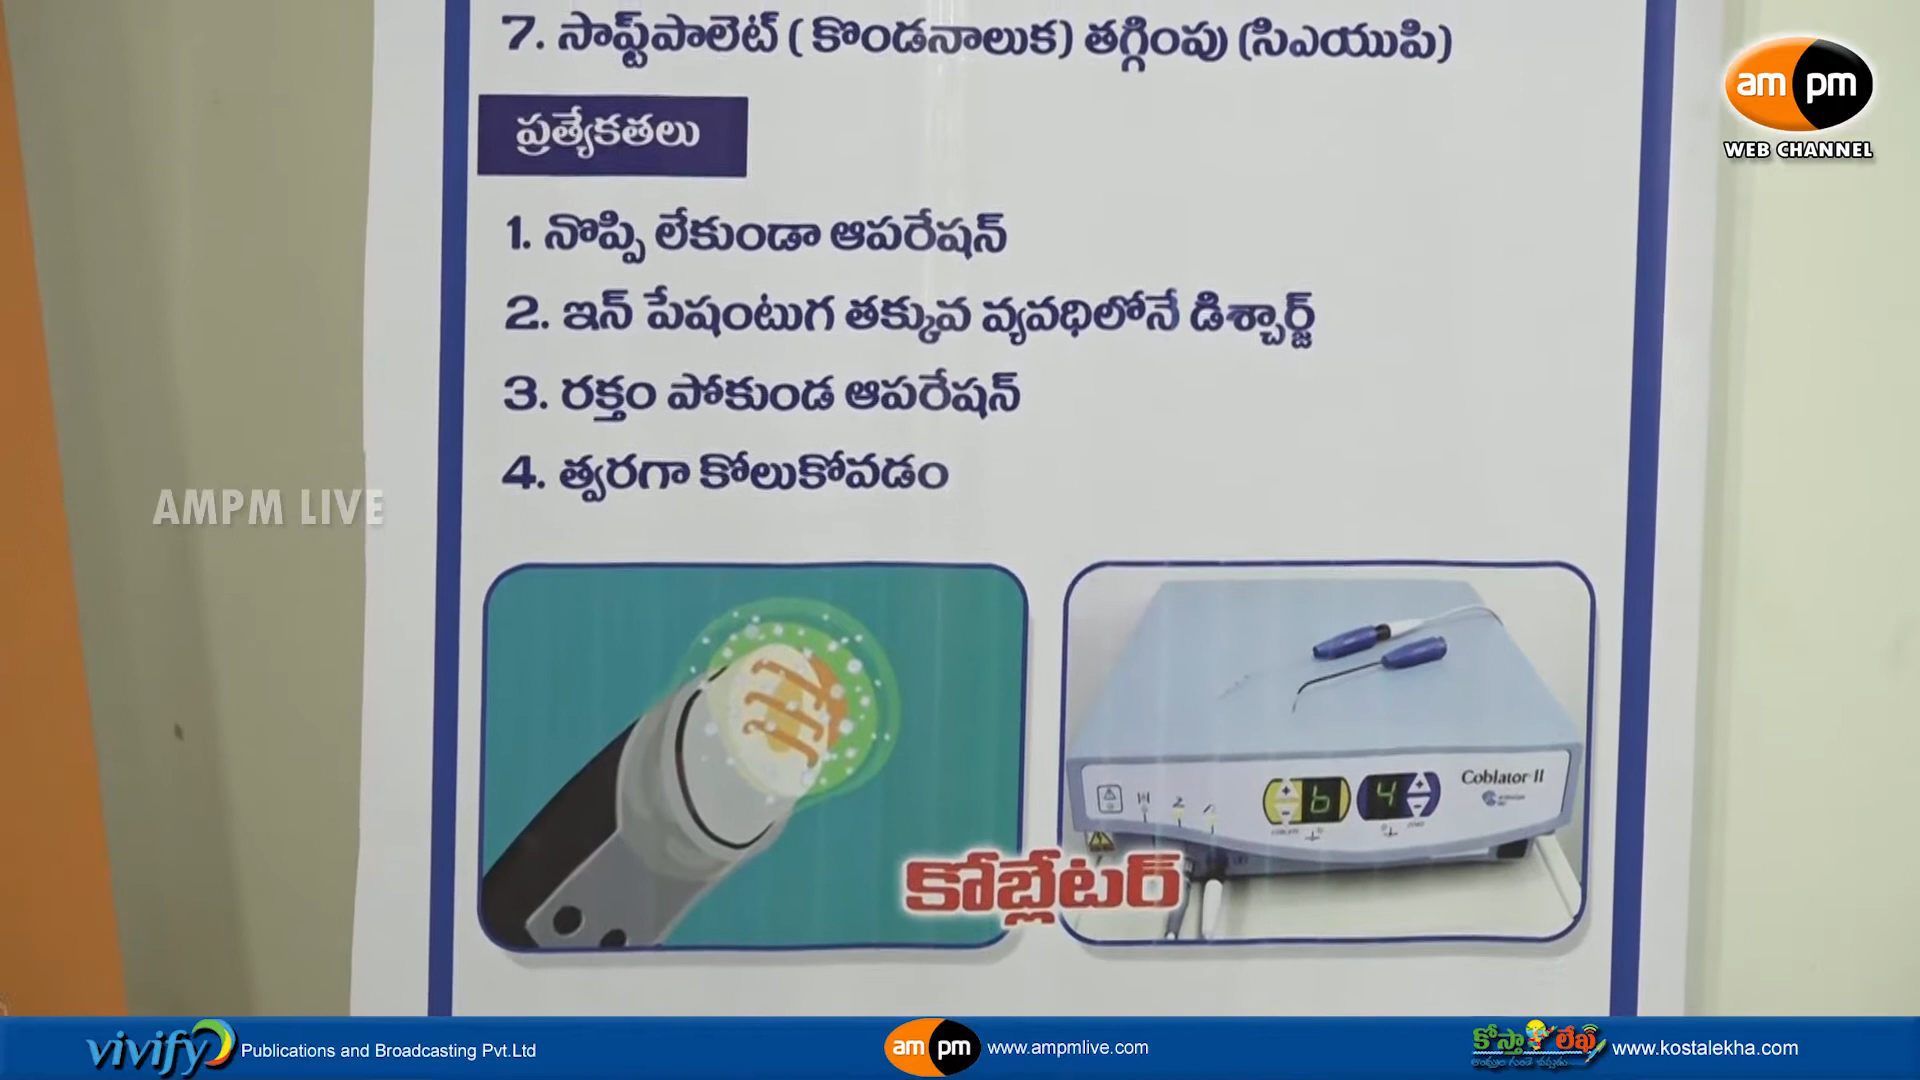 7. సాఫ్ట్‌పాలెట్ ( కొండనాలుక) తగ్గింపు (సిఎయుపి)
ప్రత్యేకతలు
1. నొప్పి లేకుండా ఆపరేషన్
2. ఇన్ పేషంటుగ తక్కువ వ్యవధిలోనే డిశ్చార్జ్
3. రక్తం పోకుండ ఆపరేషన్
4. త్వరగా కోలుకోవడం
am pm
WEB CHANNEL
AMPM LIVE
Coblator II
6 4
కోబ్లేటర్
vivify Publications and Broadcasting Pvt.Ltd
am pm www.ampmlive.com
కోస్తా లేఖ www.kostalekha.com